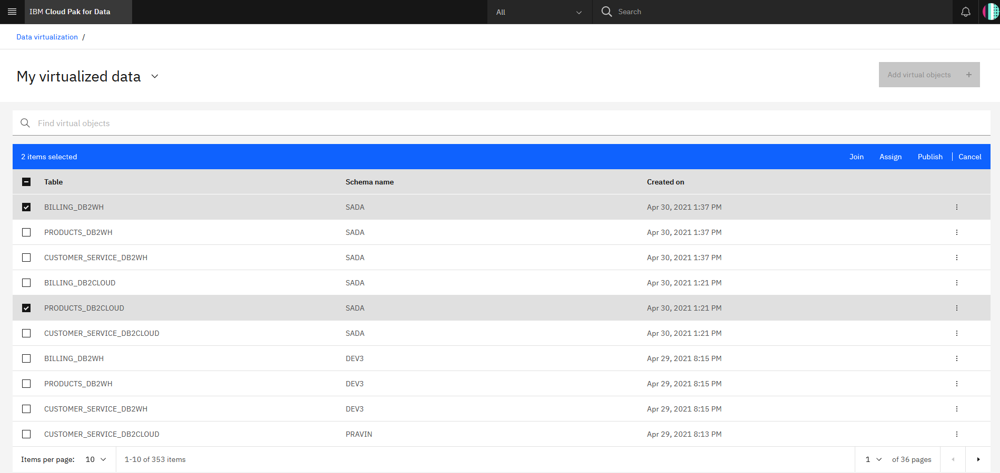 IBM Cloud Pak for Data
All
Search
Data virtualization /
My virtualized data
Add virtual objects +
Find virtual objects
2 items selected Join Assign Publish | Cancel
Table Schema name Created on
BILLING_DB2WH SADA Apr 30, 2021 1:37 PM
PRODUCTS_DB2WH SADA Apr 30, 2021 1:37 PM
CUSTOMER_SERVICE_DB2WH SADA Apr 30, 2021 1:37 PM
BILLING_DB2CLOUD SADA Apr 30, 2021 1:21 PM
PRODUCTS_DB2CLOUD SADA Apr 30, 2021 1:21 PM
CUSTOMER_SERVICE_DB2CLOUD SADA Apr 30, 2021 1:21 PM
BILLING_DB2WH DEV3 Apr 29, 2021 8:15 PM
PRODUCTS_DB2WH DEV3 Apr 29, 2021 8:15 PM
CUSTOMER_SERVICE_DB2WH DEV3 Apr 29, 2021 8:15 PM
CUSTOMER_SERVICE_DB2CLOUD PRAVIN Apr 29, 2021 8:13 PM
Items per page: 10 1-10 of 353 items 1 of 36 pages